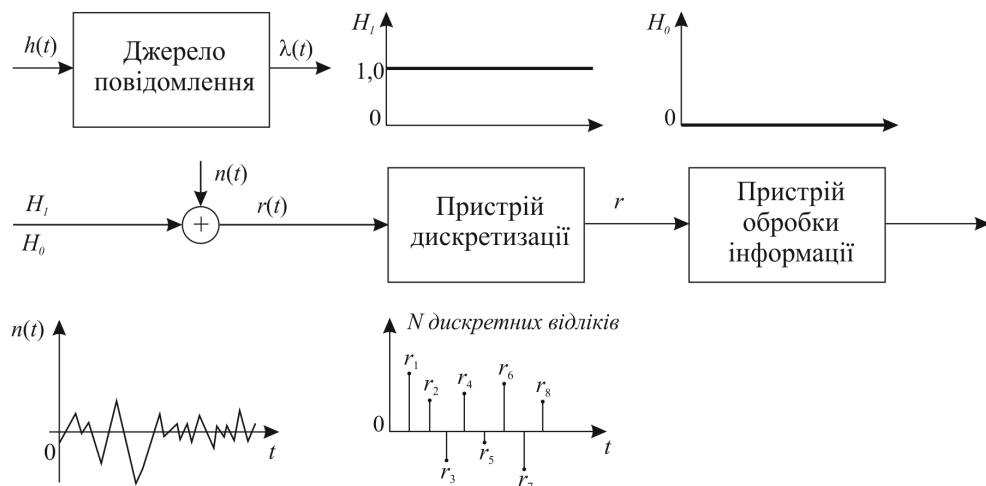 h(t)
Джерело
повідомлення
λ(t)
H₁
1,0
0
H₀
0
n(t)
H₁
H₀
+
r(t)
Пристрій
дискретизації
r
Пристрій
обробки
інформації
n(t)
0
t
N дискретних відліків
0
r₁
r₂
r₃
r₄
r₅
r₆
r₇
r₈
t